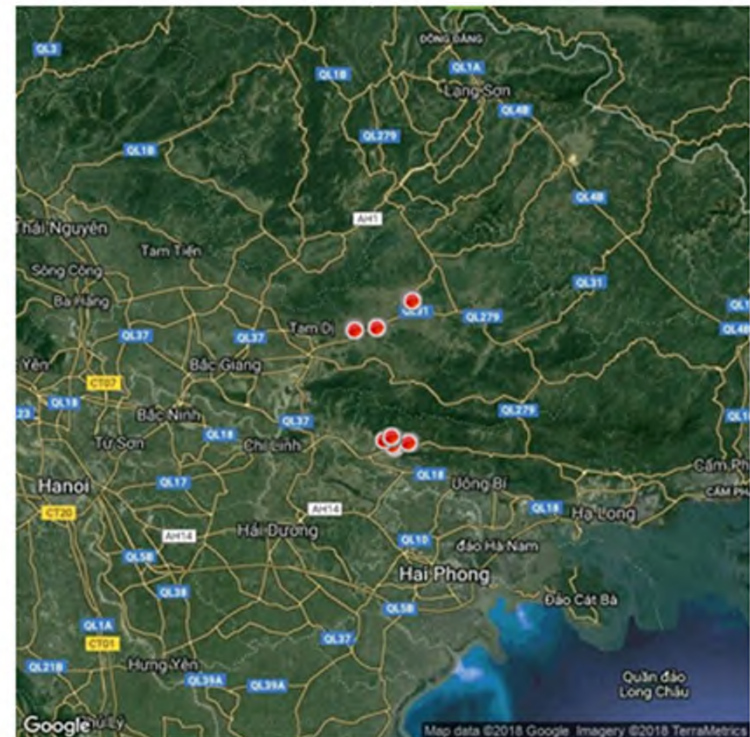 ĐỒNG ĐĂNG
QL3
QL1B
QL1A
Lạng Sơn
QL4B
QL279
QL1B
QL4B
AH1
Thái Nguyên
Tam Tiến
Sông Công
QL31
Ba Hàng
QL31
QL279
QL4B
Tam Dị
QL37
QL37
Yên
Bắc Giang
CT07
QL18
23
QL279
Bắc Ninh
QL37
QL18
Từ Sơn
Chí Linh
Cẩm Ph
QL18
QL17
Uông Bí
Hanoi
QL18
Hạ Long
AH14
CT20
Hải Dương
AH14
QL10
đảo Hà Nam
QL5B
Hai Phong
QL38
Đảo Cát Bà
QL5B
QL1A
QL37
CT01
Hưng Yên
QL21B
QL39A
QL39A
Quần đảo
Long Châu
Google
Map data ©2018 Google Imagery ©2018 TerraMetrics